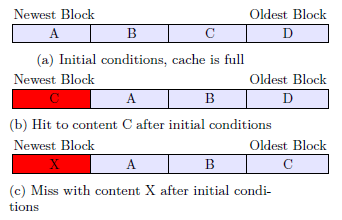 Newest Block Oldest Block
A B C D
(a) Initial conditions, cache is full
Newest Block Oldest Block
C A B D
(b) Hit to content C after initial conditions
Newest Block Oldest Block
X A B C
(c) Miss with content X after initial condi-
tions